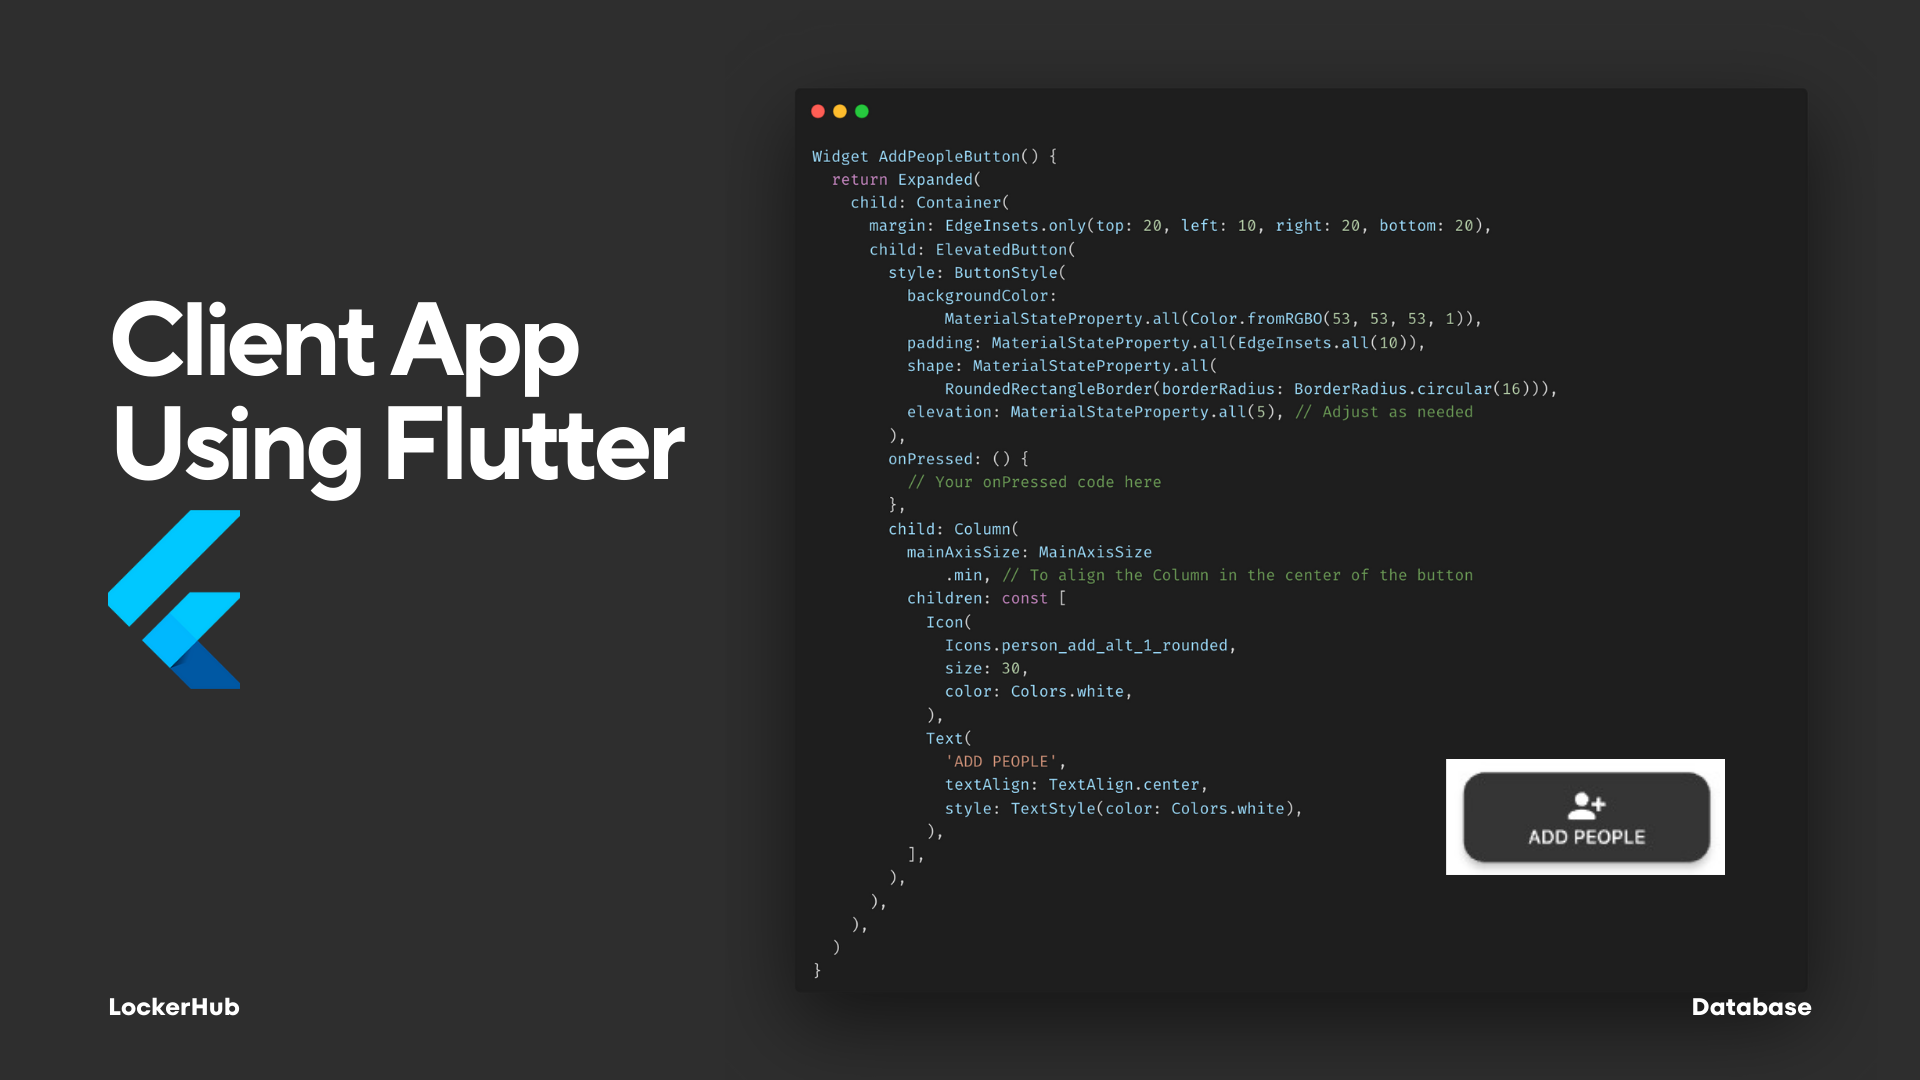 Client App
Using Flutter
Widget AddPeopleButton() {
  return Expanded(
    child: Container(
      margin: EdgeInsets.only(top: 20, left: 10, right: 20, bottom: 20),
      child: ElevatedButton(
        style: ButtonStyle(
          backgroundColor:
              MaterialStateProperty.all(Color.fromRGBO(53, 53, 53, 1)),
          padding: MaterialStateProperty.all(EdgeInsets.all(10)),
          shape: MaterialStateProperty.all(
              RoundedRectangleBorder(borderRadius: BorderRadius.circular(16))),
          elevation: MaterialStateProperty.all(5), // Adjust as needed
        ),
        onPressed: () {
          // Your onPressed code here
        },
        child: Column(
          mainAxisSize: MainAxisSize
              .min, // To align the Column in the center of the button
          children: const [
            Icon(
              Icons.person_add_alt_1_rounded,
              size: 30,
              color: Colors.white,
            ),
            Text(
              'ADD PEOPLE',
              textAlign: TextAlign.center,
              style: TextStyle(color: Colors.white),
            ),
          ],
        ),
      ),
    ),
  )
}
ADD PEOPLE
LockerHub
Database